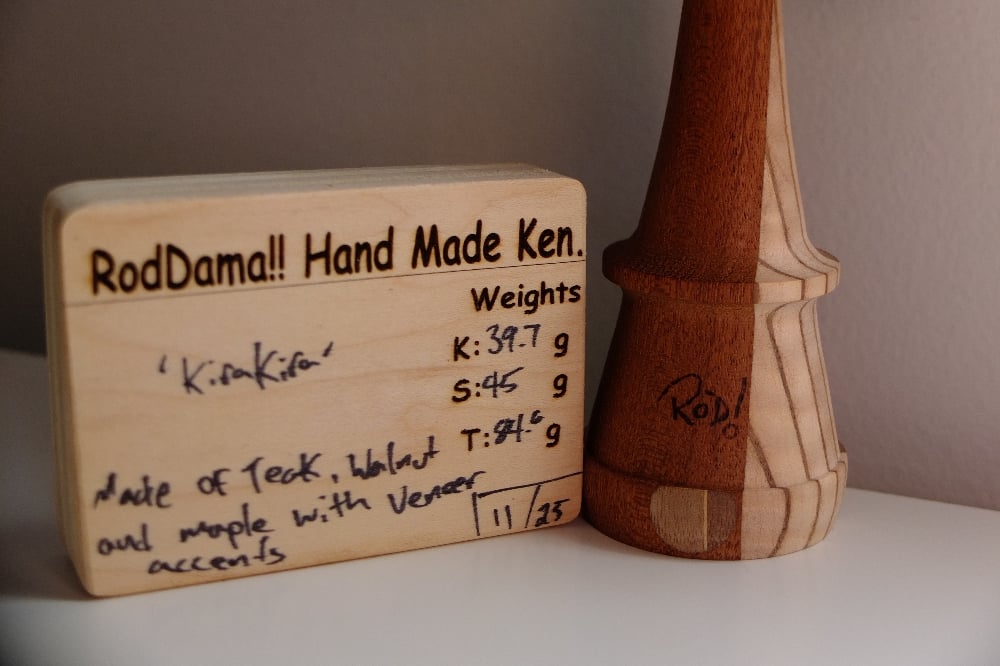 RodDama!! Hand Made Ken.
Weights
'KiraKira'
K: 39.7 g
S: 45 g
T: 84.6 g
Made of Teak, Walnut
and maple with Veneer
accents
11/25
ROD!